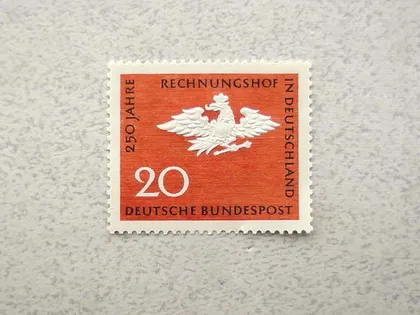 250 JAHRE
RECHNUNGSHOF
IN DEUTSCHLAND
20
DEUTSCHE BUNDESPOST